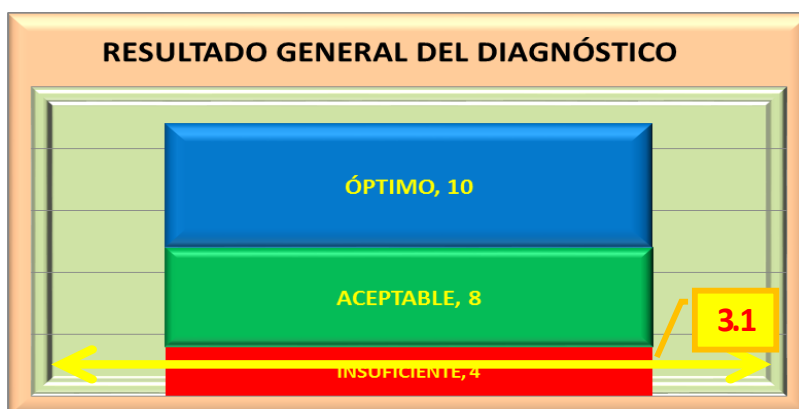 RESULTADO GENERAL DEL DIAGNÓSTICO
ÓPTIMO, 10
ACEPTABLE, 8
3.1
INSUFICIENTE, 4